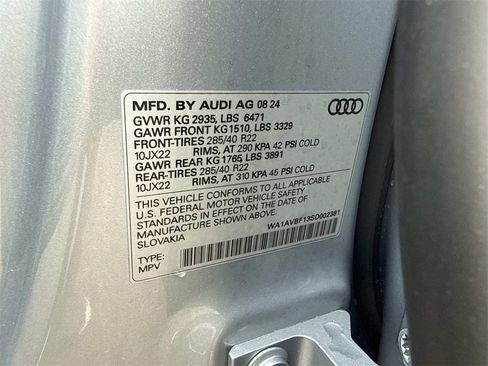 MFD. BY AUDI AG 08 24
GVWR KG 2935, LBS 6471
GAWR FRONT KG1510, LBS 3329
FRONT-TIRES 285/40 R22
10JX22 RIMS, AT 290 KPA 42 PSI COLD
GAWR REAR KG 1765 LBS 3891
REAR-TIRES 285/40 R22
10JX22 RIMS, AT 310 KPA 45 PSI COLD
THIS VEHICLE CONFORMS TO ALL APPLICABLE
U.S. FEDERAL MOTOR VEHICLE SAFETY
STANDARDS IN EFFECT ON THE DATE OF
MANUFACTURE SHOWN ABOVE
SLOVAKIA
WA1AVBF13SD002381
TYPE:
MPV